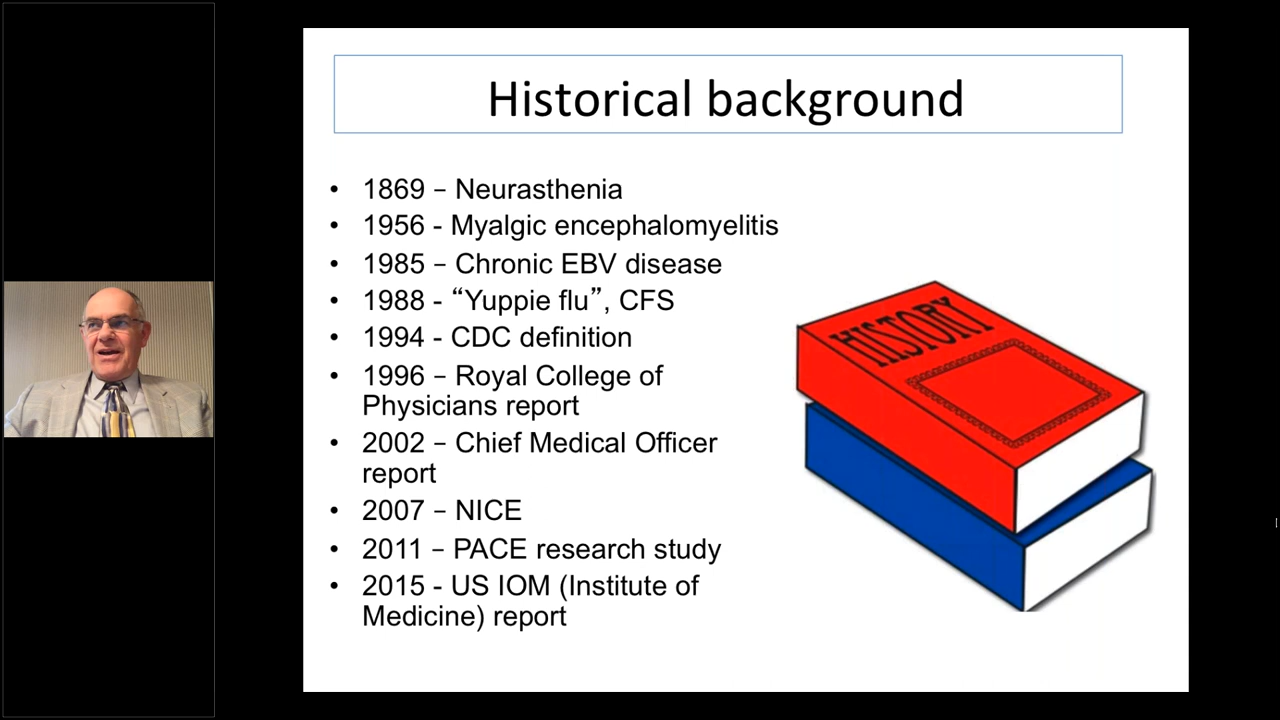 Historical background
• 1869 – Neurasthenia
• 1956 - Myalgic encephalomyelitis
• 1985 – Chronic EBV disease
• 1988 - “Yuppie flu”, CFS
• 1994 - CDC definition
• 1996 – Royal College of
Physicians report
• 2002 – Chief Medical Officer
report
• 2007 – NICE
• 2011 – PACE research study
• 2015 - US IOM (Institute of
Medicine) report
HISTORY